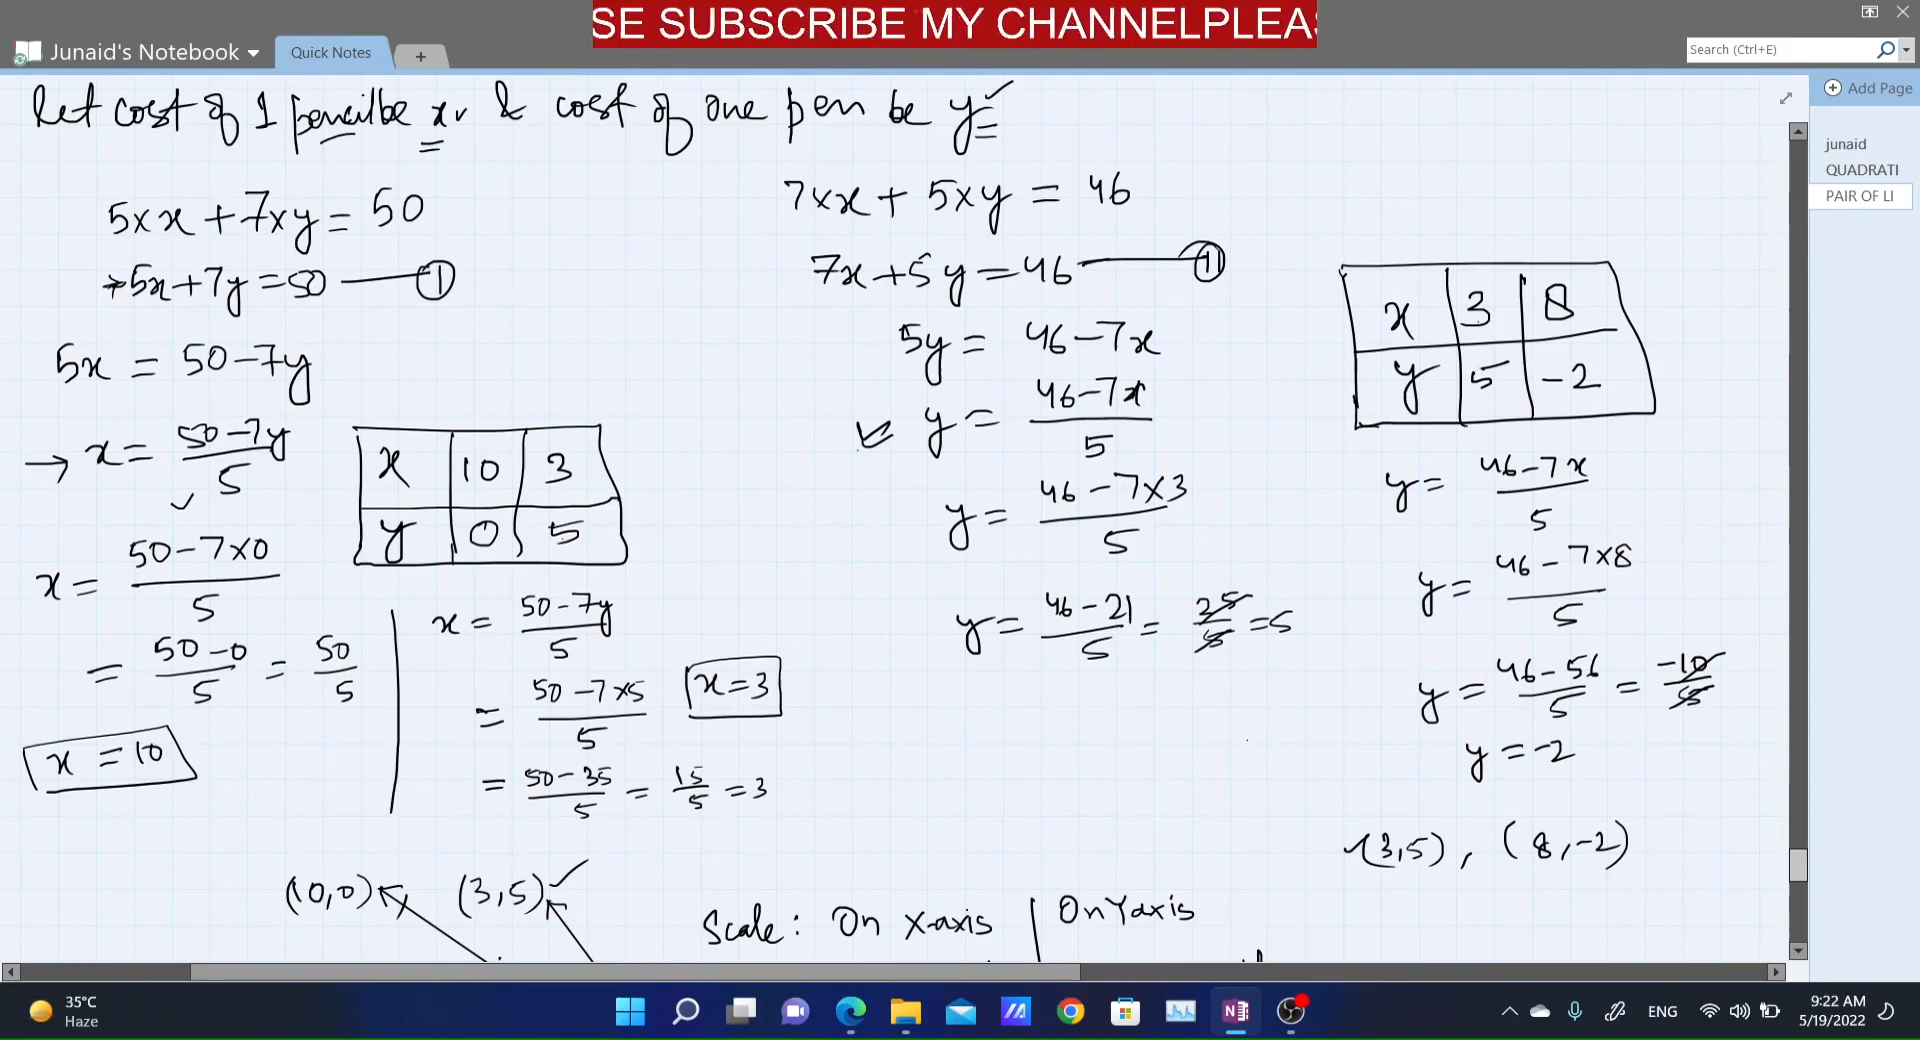 SE SUBSCRIBE MY CHANNELPLEAS
Junaid's Notebook
Quick Notes
Search (Ctrl+E)
Add Page
junaid
QUADRATI
PAIR OF LI
Let cost of 1 pencil be x & cost of one pen be y
5×x + 7×y = 50
5x+7y=50 —— ①
5x = 50-7y
→ x = 50-7y / 5
x = 50-7×0 / 5
= 50-0 / 5 = 50 / 5
x = 10
x 10 3
y 0 5
x = 50-7y / 5
= 50-7×5 / 5
x=3
= 50-35 / 5 = 15 / 5 = 3
(10,0) (3,5)
7×x + 5×y = 46
7x+5y=46 —— ⑪
5y = 46-7x
y = 46-7x / 5
y = 46-7×3 / 5
y = 46-21 / 5 = 25 / 5 = 5
x 3 8
y 5 -2
y = 46-7x / 5
y = 46-7×8 / 5
y = 46-56 / 5 = -10 / 5
y = -2
(3,5), (8,-2)
Scale: On X-axis | On Y axis
35°C
Haze
ENG
9:22 AM
5/19/2022